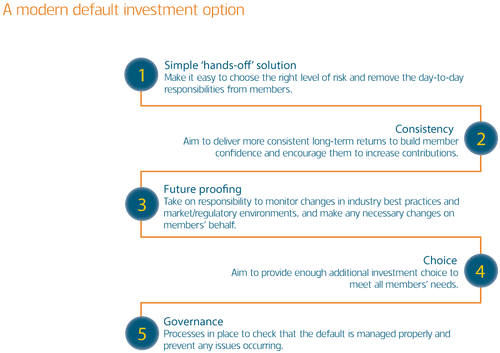 A modern default investment option
1
Simple ‘hands-off’ solution
Make it easy to choose the right level of risk and remove the day-to-day
responsibilities from members.
Consistency
2
Aim to deliver more consistent long-term returns to build member
confidence and encourage them to increase contributions.
Future proofing
3
Take on responsibility to monitor changes in industry best practices and
market/regulatory environments, and make any necessary changes on
members’ behalf.
Choice
4
Aim to provide enough additional investment choice to
meet all members’ needs.
Governance
5
Processes in place to check that the default is managed properly and
prevent any issues occurring.